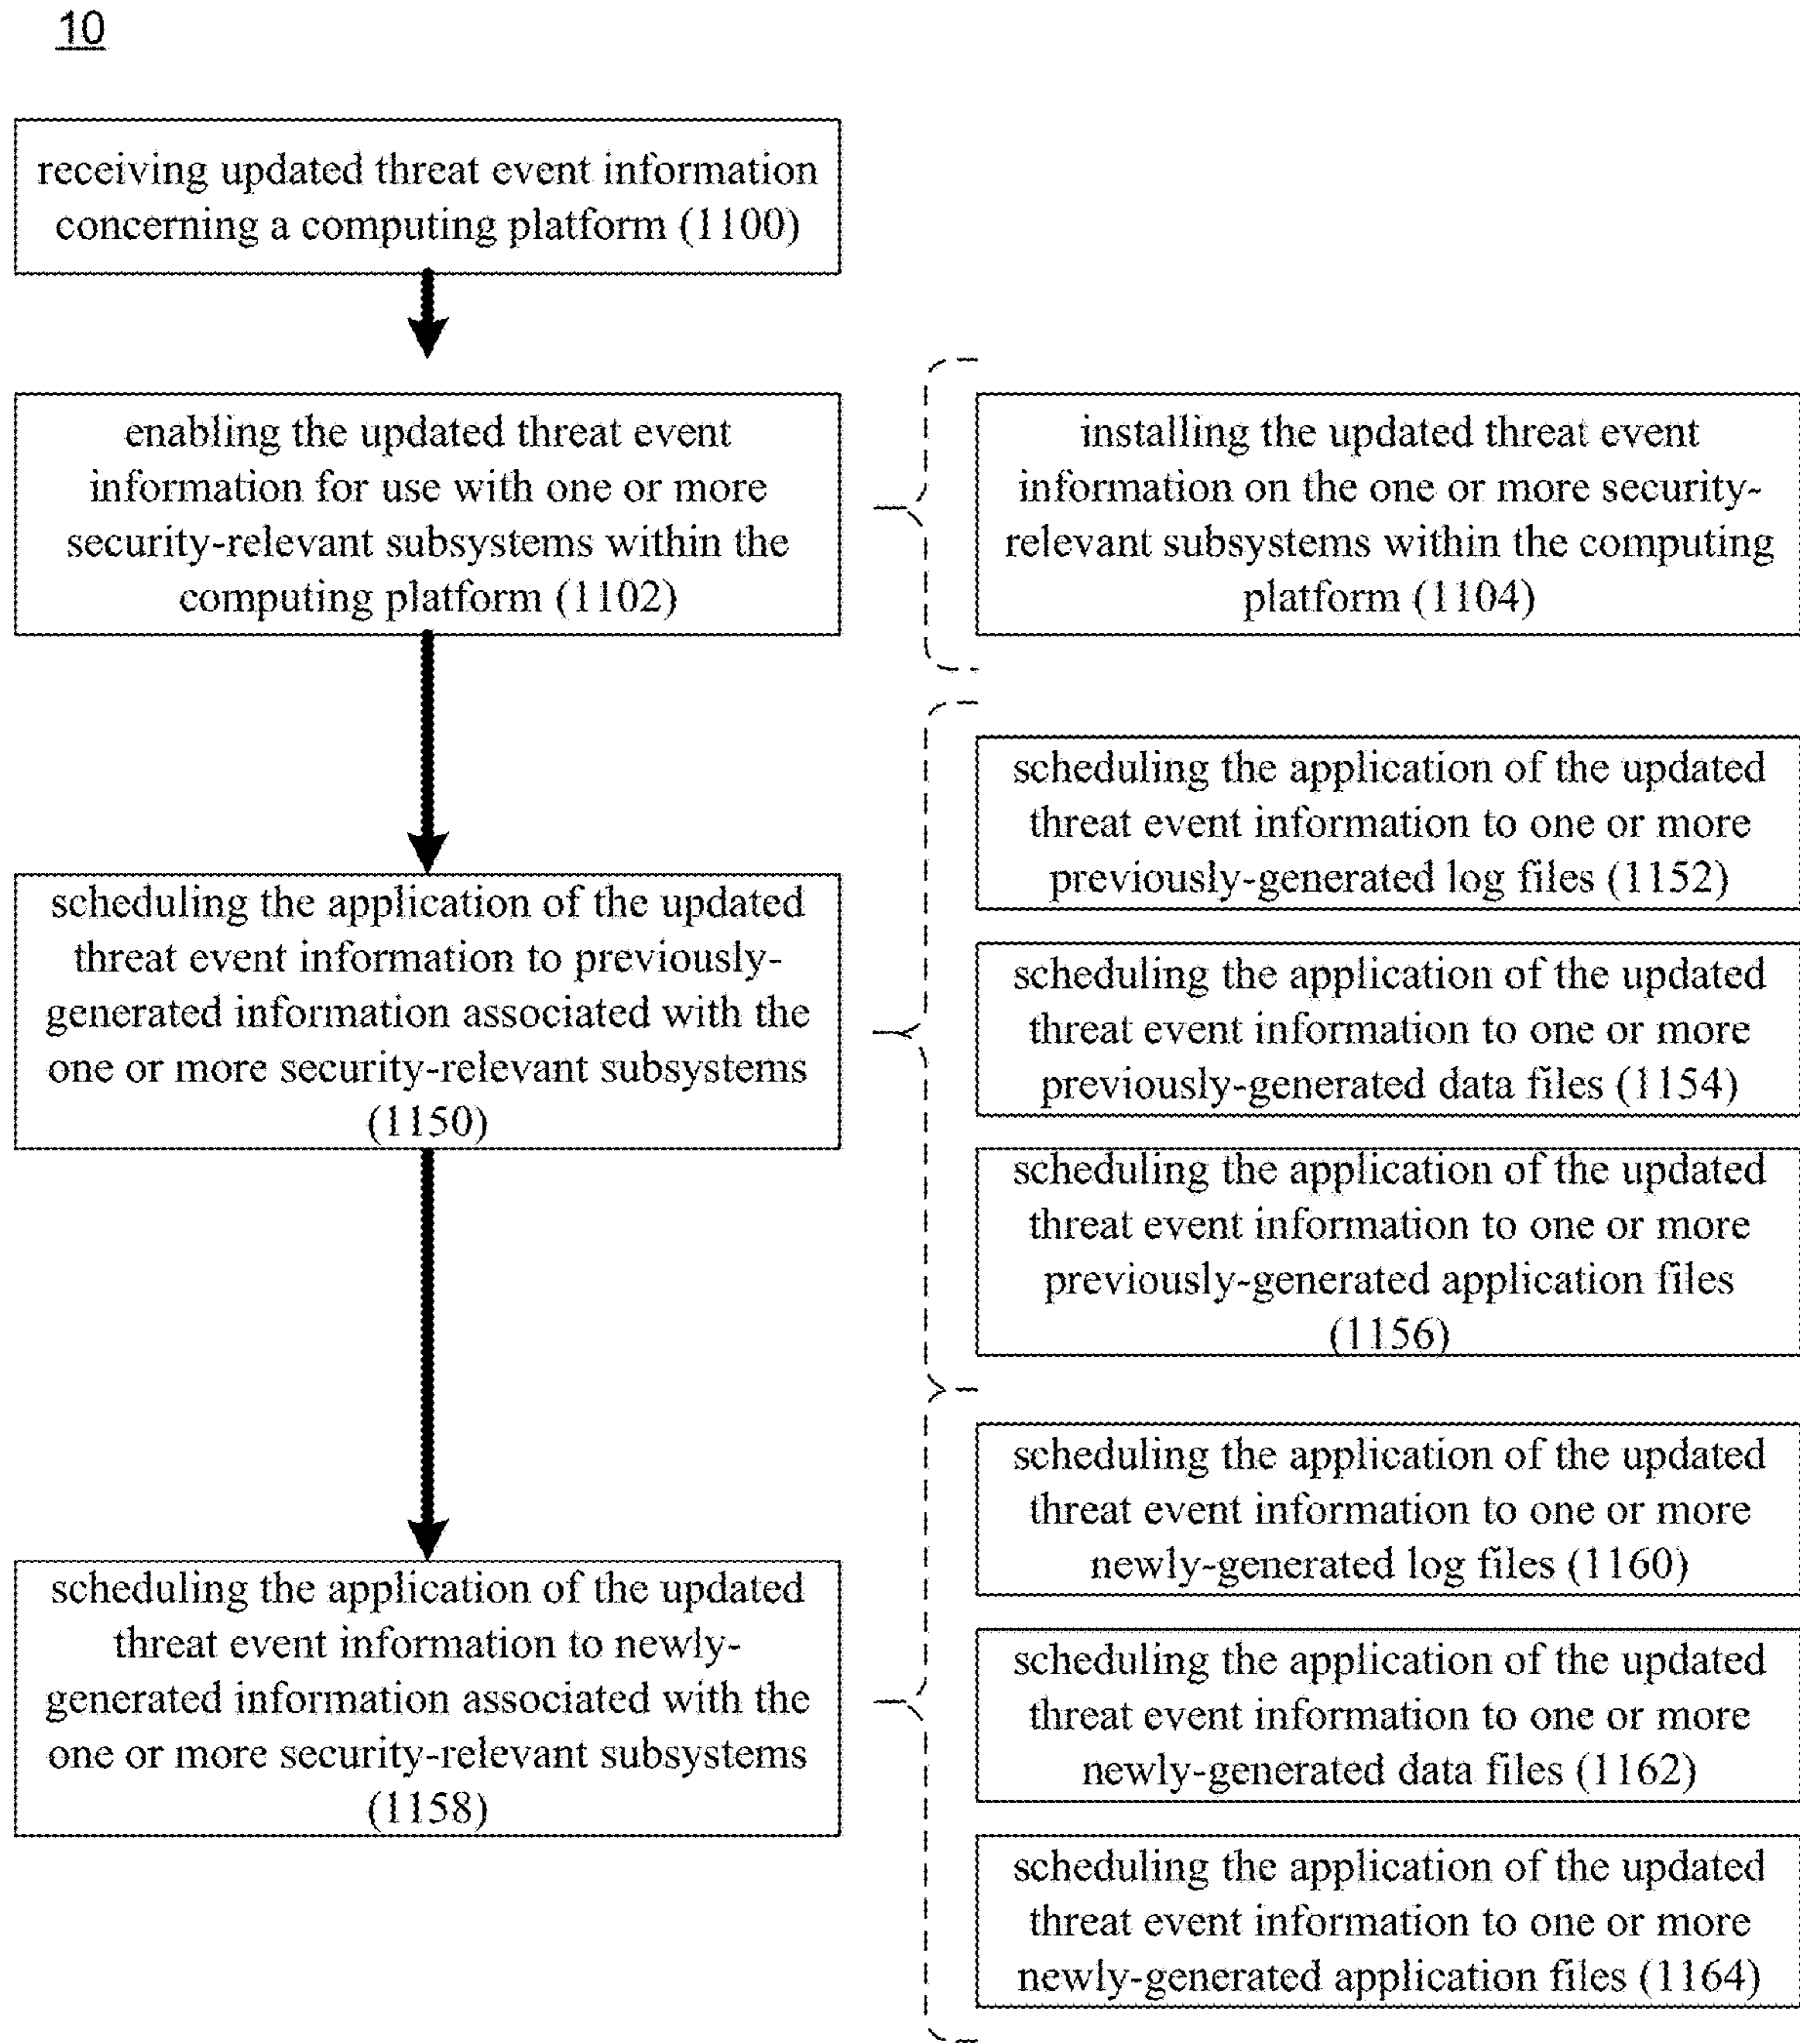 10
receiving updated threat event information
concerning a computing platform (1100)
enabling the updated threat event
information for use with one or more
security-relevant subsystems within the
computing platform (1102)
installing the updated threat event
information on the one or more security-
relevant subsystems within the computing
platform (1104)
scheduling the application of the updated
threat event information to previously-
generated information associated with the
one or more security-relevant subsystems
(1150)
scheduling the application of the updated
threat event information to one or more
previously-generated log files (1152)
scheduling the application of the updated
threat event information to one or more
previously-generated data files (1154)
scheduling the application of the updated
threat event information to one or more
previously-generated application files
(1156)
scheduling the application of the updated
threat event information to newly-
generated information associated with the
one or more security-relevant subsystems
(1158)
scheduling the application of the updated
threat event information to one or more
newly-generated log files (1160)
scheduling the application of the updated
threat event information to one or more
newly-generated data files (1162)
scheduling the application of the updated
threat event information to one or more
newly-generated application files (1164)